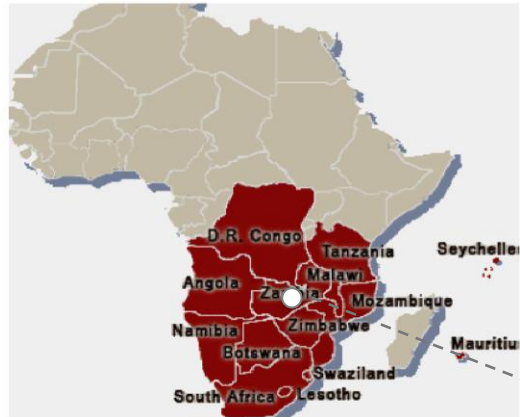 D.R. Congo
Tanzania
Seychelle
Malawi
Angola
Mozambique
Namibia
Zimbabwe
Mauritiu
Botswana
Swaziland
South Africa
Lesotho